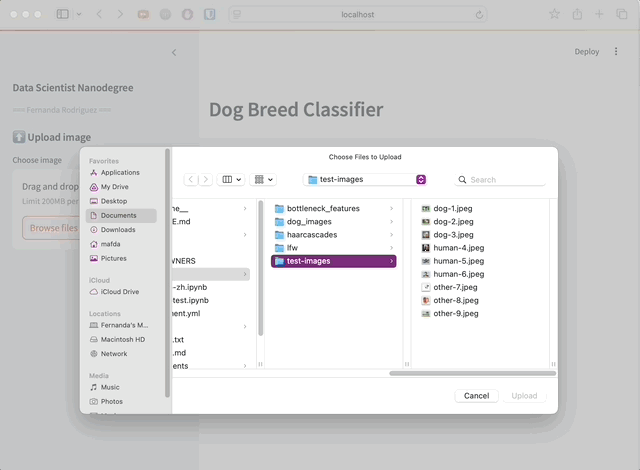 localhost
Deploy
Data Scientist Nanodegree
=== Fernanda Rodriguez ===
Upload image
Choose image
Drag and drop
Limit 200MB per
Browse files
Dog Breed Classifier
Choose Files to Upload
test-images
Search
Favorites
Applications
My Drive
Desktop
Documents
Downloads
mafda
Pictures
iCloud
iCloud Drive
Locations
Fernanda's M...
Macintosh HD
Network
Media
Music
Photos
ne__
E.md
WNERS
-zh.ipynb
test.ipynb
ment.yml
.txt
.md
ents
bottleneck_features
dog_images
haarcascades
lfw
test-images
dog-1.jpeg
dog-2.jpeg
dog-3.jpeg
human-4.jpeg
human-5.jpeg
human-6.jpeg
other-7.jpeg
other-8.jpeg
other-9.jpeg
Cancel
Upload